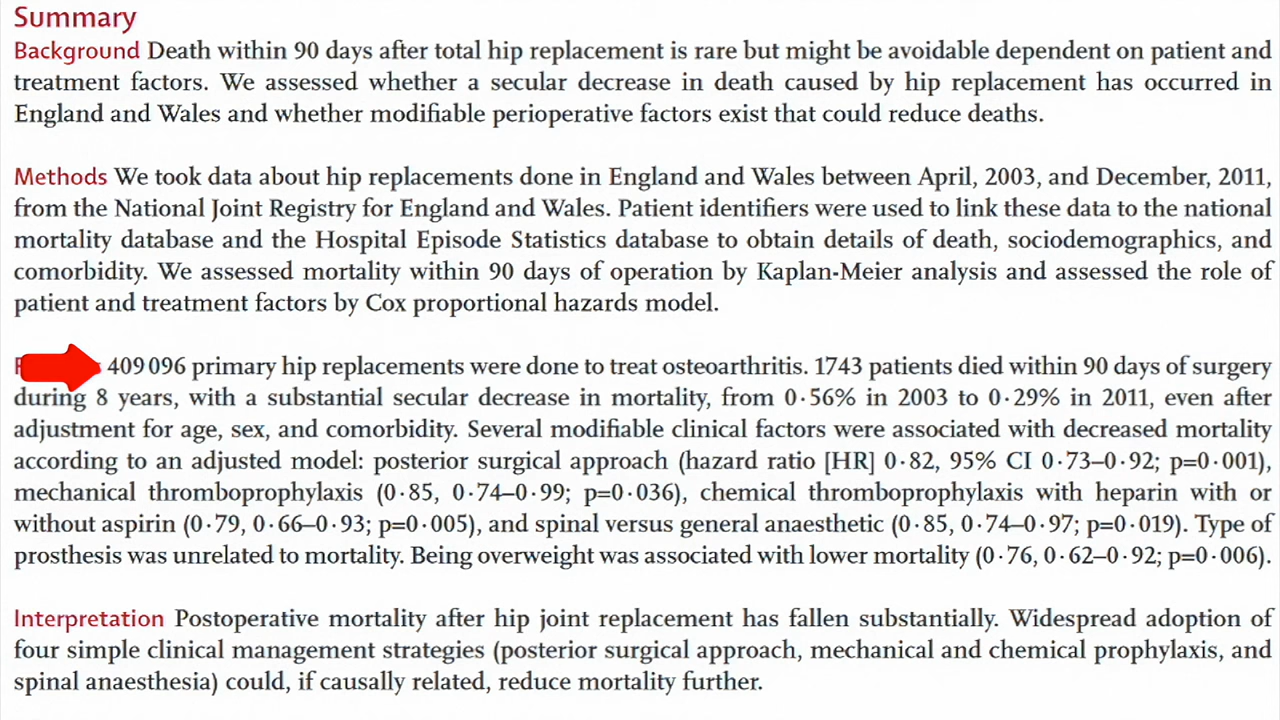 Summary
Background Death within 90 days after total hip replacement is rare but might be avoidable dependent on patient and
treatment factors. We assessed whether a secular decrease in death caused by hip replacement has occurred in
England and Wales and whether modifiable perioperative factors exist that could reduce deaths.
Methods We took data about hip replacements done in England and Wales between April, 2003, and December, 2011,
from the National Joint Registry for England and Wales. Patient identifiers were used to link these data to the national
mortality database and the Hospital Episode Statistics database to obtain details of death, sociodemographics, and
comorbidity. We assessed mortality within 90 days of operation by Kaplan-Meier analysis and assessed the role of
patient and treatment factors by Cox proportional hazards model.
409 096 primary hip replacements were done to treat osteoarthritis. 1743 patients died within 90 days of surgery
during 8 years, with a substantial secular decrease in mortality, from 0·56% in 2003 to 0·29% in 2011, even after
adjustment for age, sex, and comorbidity. Several modifiable clinical factors were associated with decreased mortality
according to an adjusted model: posterior surgical approach (hazard ratio [HR] 0·82, 95% CI 0·73–0·92; p=0·001),
mechanical thromboprophylaxis (0·85, 0·74–0·99; p=0·036), chemical thromboprophylaxis with heparin with or
without aspirin (0·79, 0·66–0·93; p=0·005), and spinal versus general anaesthetic (0·85, 0·74–0·97; p=0·019). Type of
prosthesis was unrelated to mortality. Being overweight was associated with lower mortality (0·76, 0·62–0·92; p=0·006).
Interpretation Postoperative mortality after hip joint replacement has fallen substantially. Widespread adoption of
four simple clinical management strategies (posterior surgical approach, mechanical and chemical prophylaxis, and
spinal anaesthesia) could, if causally related, reduce mortality further.